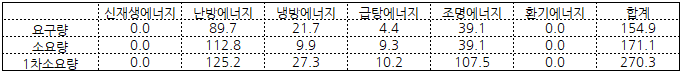 신재생에너지 난방에너지 냉방에너지 급탕에너지 조명에너지 환기에너지 합계
요구량 0.0 89.7 21.7 4.4 39.1 0.0 154.9
소요량 0.0 112.8 9.9 9.3 39.1 0.0 171.1
1차소요량 0.0 125.2 27.3 10.2 107.5 0.0 270.3